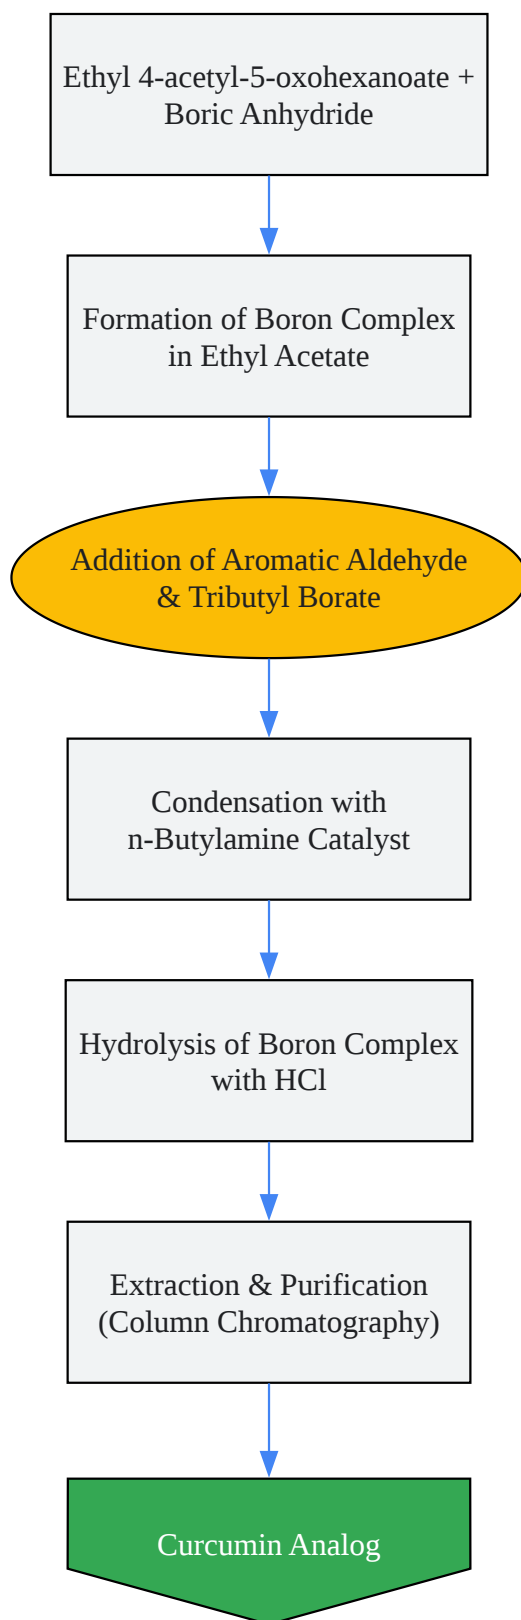 Ethyl 4-acetyl-5-oxohexanoate +
Boric Anhydride
Formation of Boron Complex
in Ethyl Acetate
Addition of Aromatic Aldehyde
& Tributyl Borate
Condensation with
n-Butylamine Catalyst
Hydrolysis of Boron Complex
with HCl
Extraction & Purification
(Column Chromatography)
Curcumin Analog